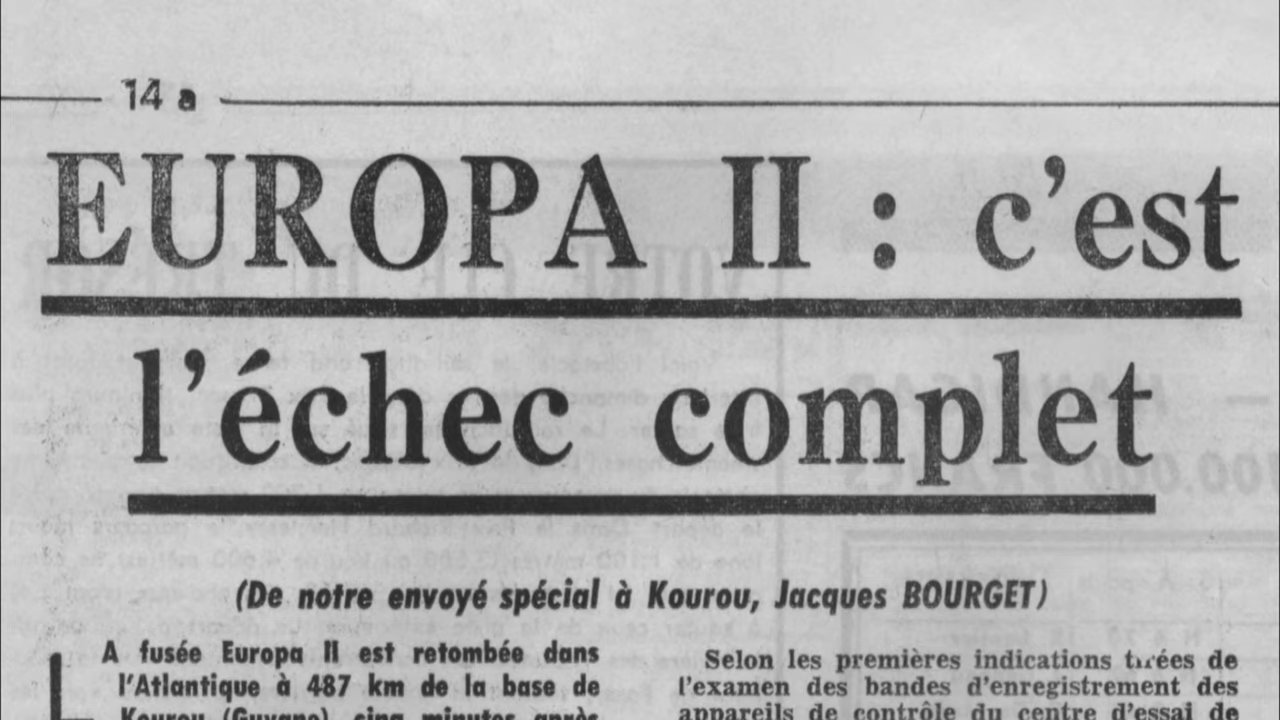 14 a
EUROPA II : c'est
l'échec complet
(De notre envoyé spécial à Kourou, Jacques BOURGET)
LA fusée Europa II est retombée dans
l'Atlantique à 487 km de la base de
Kourou (Guyane), cinq minutes après
Selon les premières indications tirées de
l'examen des bandes d'enregistrement des
appareils de contrôle du centre d'essai de